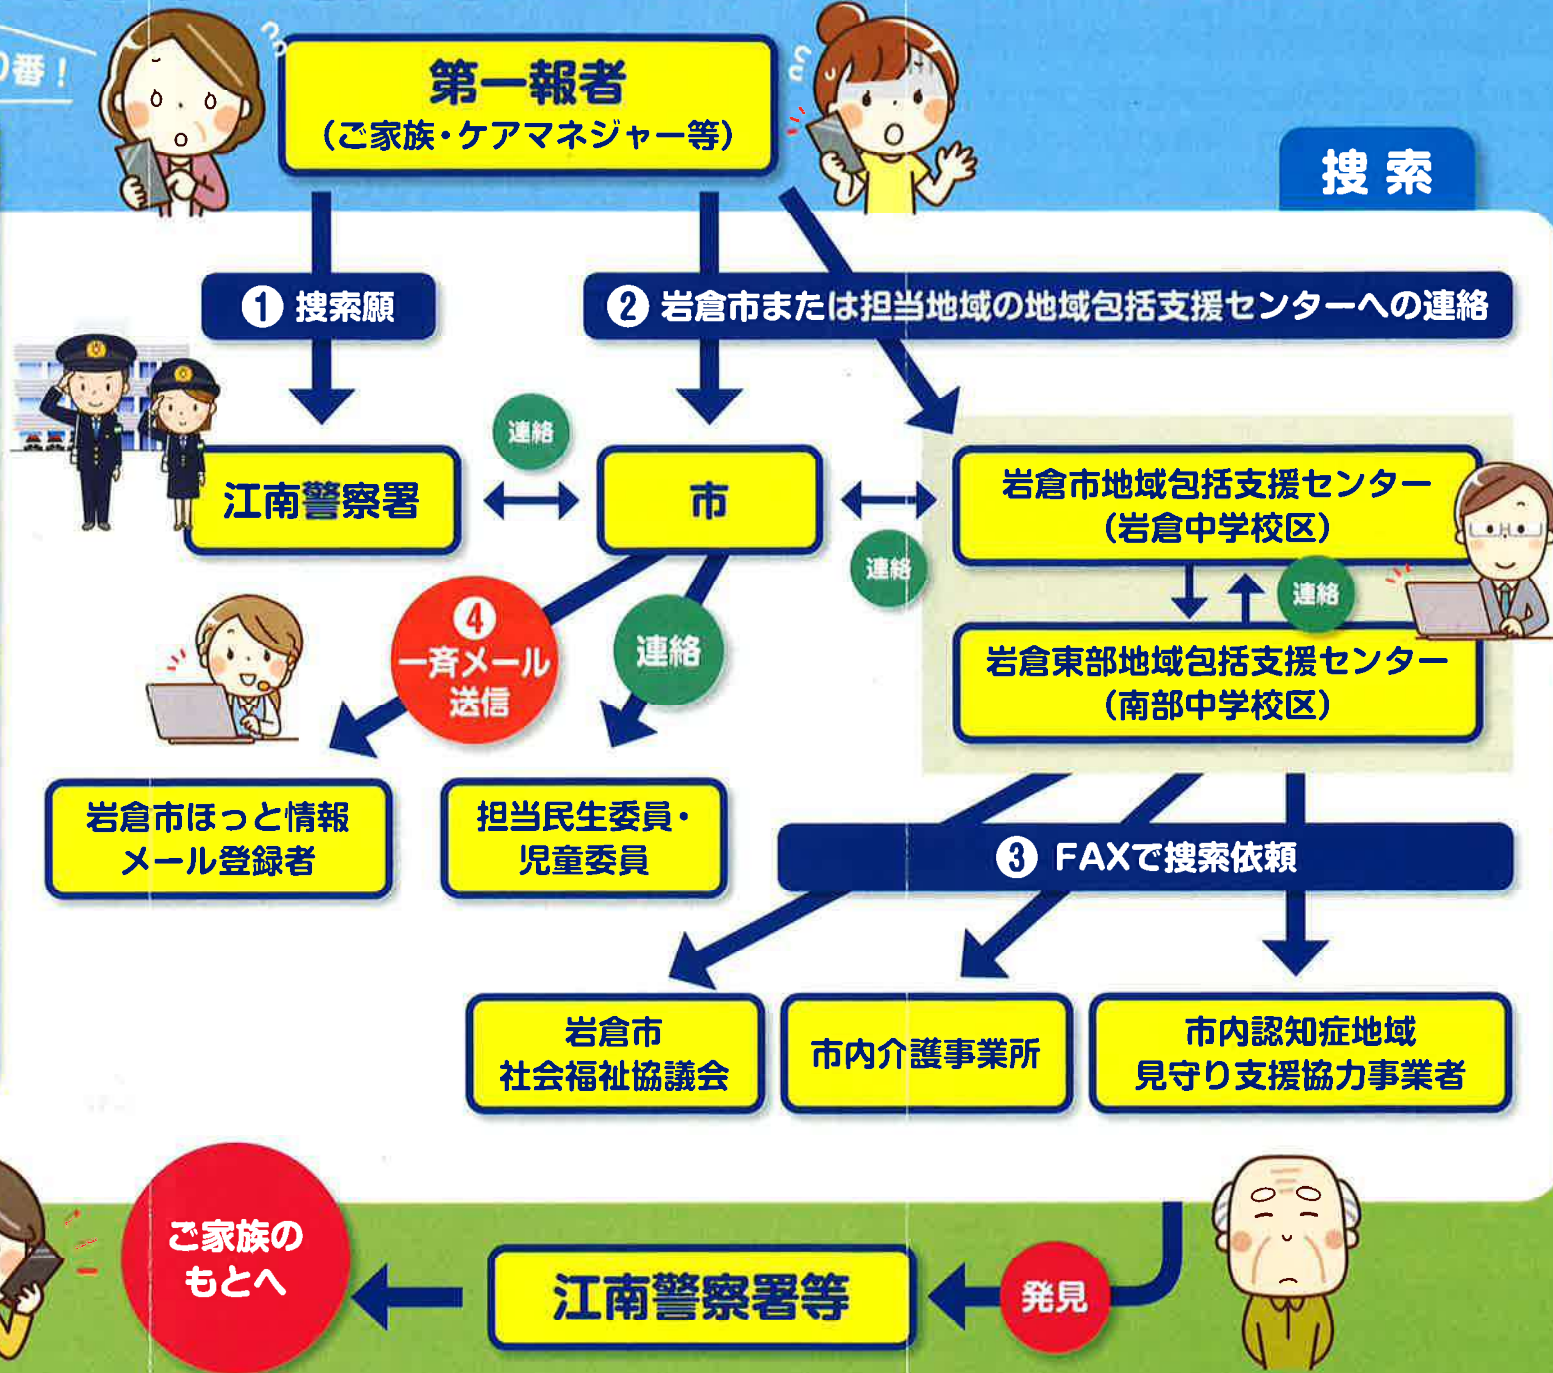 0番！
第一報者
（ご家族・ケアマネジャー等）
捜索
① 捜索願
② 岩倉市または担当地域の地域包括支援センターへの連絡
江南警察署
連絡
市
連絡
岩倉市地域包括支援センター
（岩倉中学校区）
連絡
岩倉東部地域包括支援センター
（南部中学校区）
④
一斉メール
送信
連絡
岩倉市ほっと情報
メール登録者
担当民生委員・
児童委員
③ FAXで捜索依頼
岩倉市
社会福祉協議会
市内介護事業所
市内認知症地域
見守り支援協力事業者
発見
江南警察署等
ご家族の
もとへ